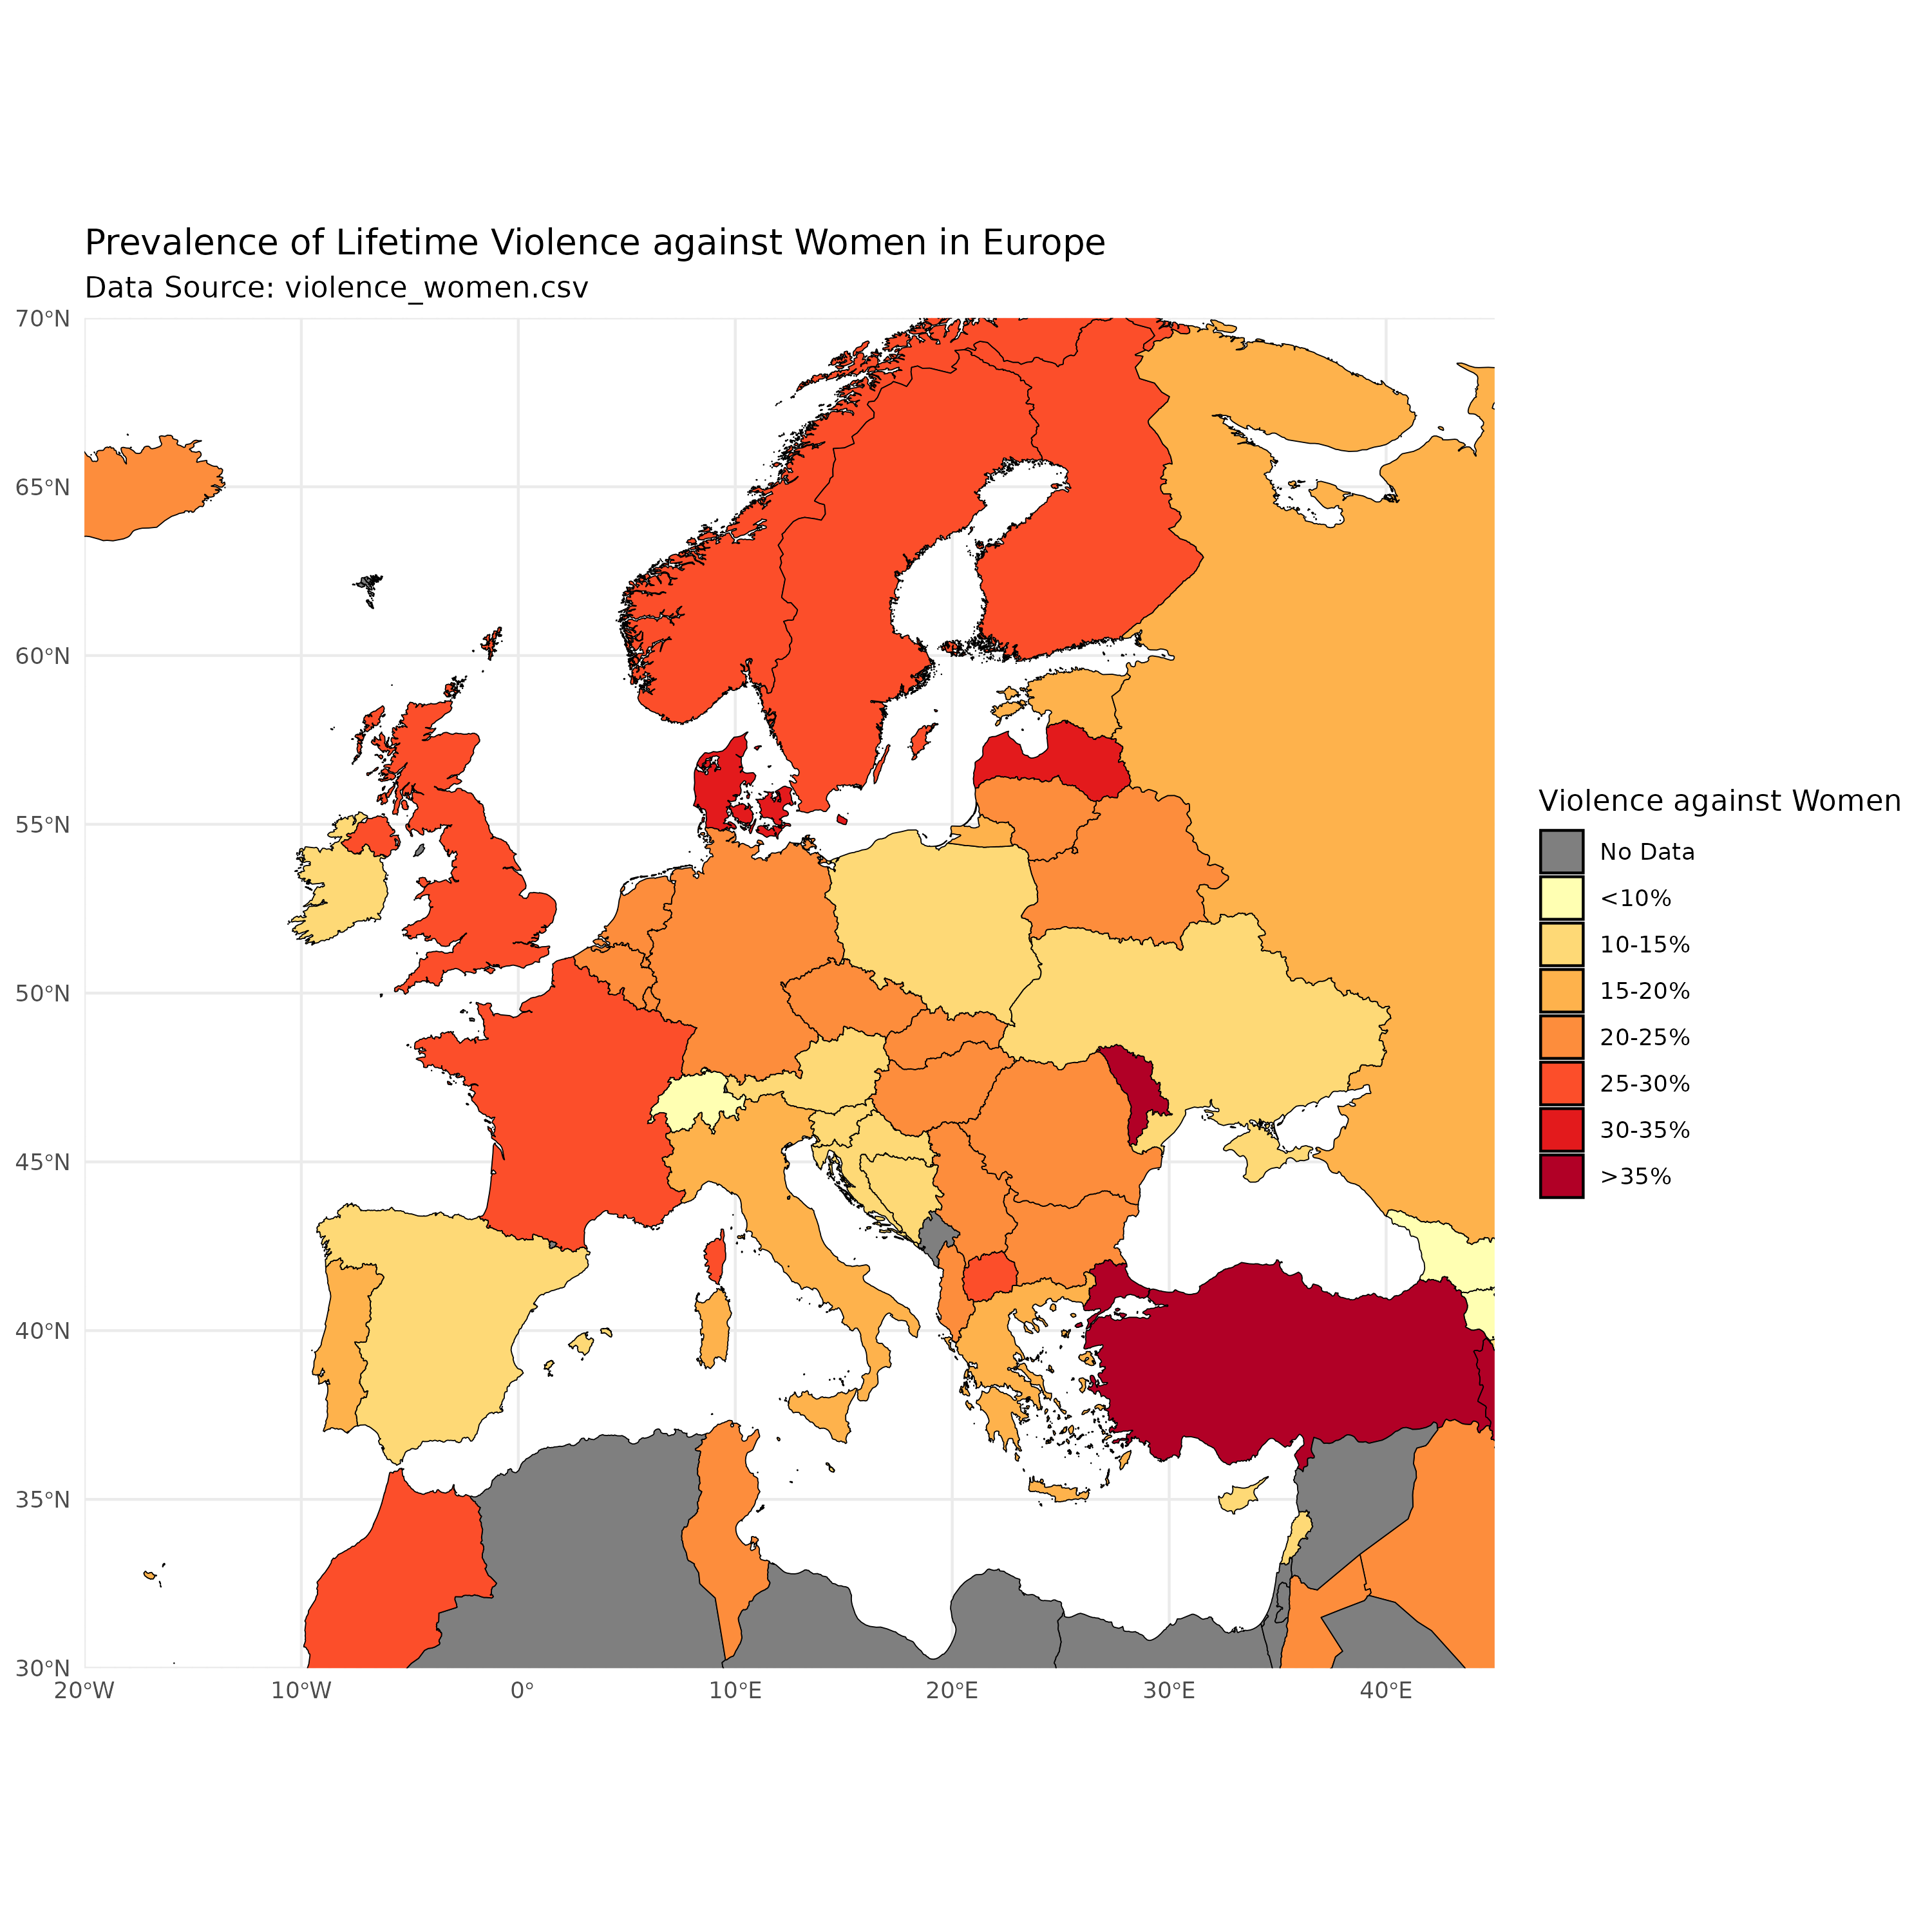 Prevalence of Lifetime Violence against Women in Europe
Data Source: violence_women.csv
70°N
65°N
60°N
55°N
50°N
45°N
40°N
35°N
30°N
20°W
10°W
0°
10°E
20°E
30°E
40°E
Violence against Women
No Data
<10%
10-15%
15-20%
20-25%
25-30%
30-35%
>35%